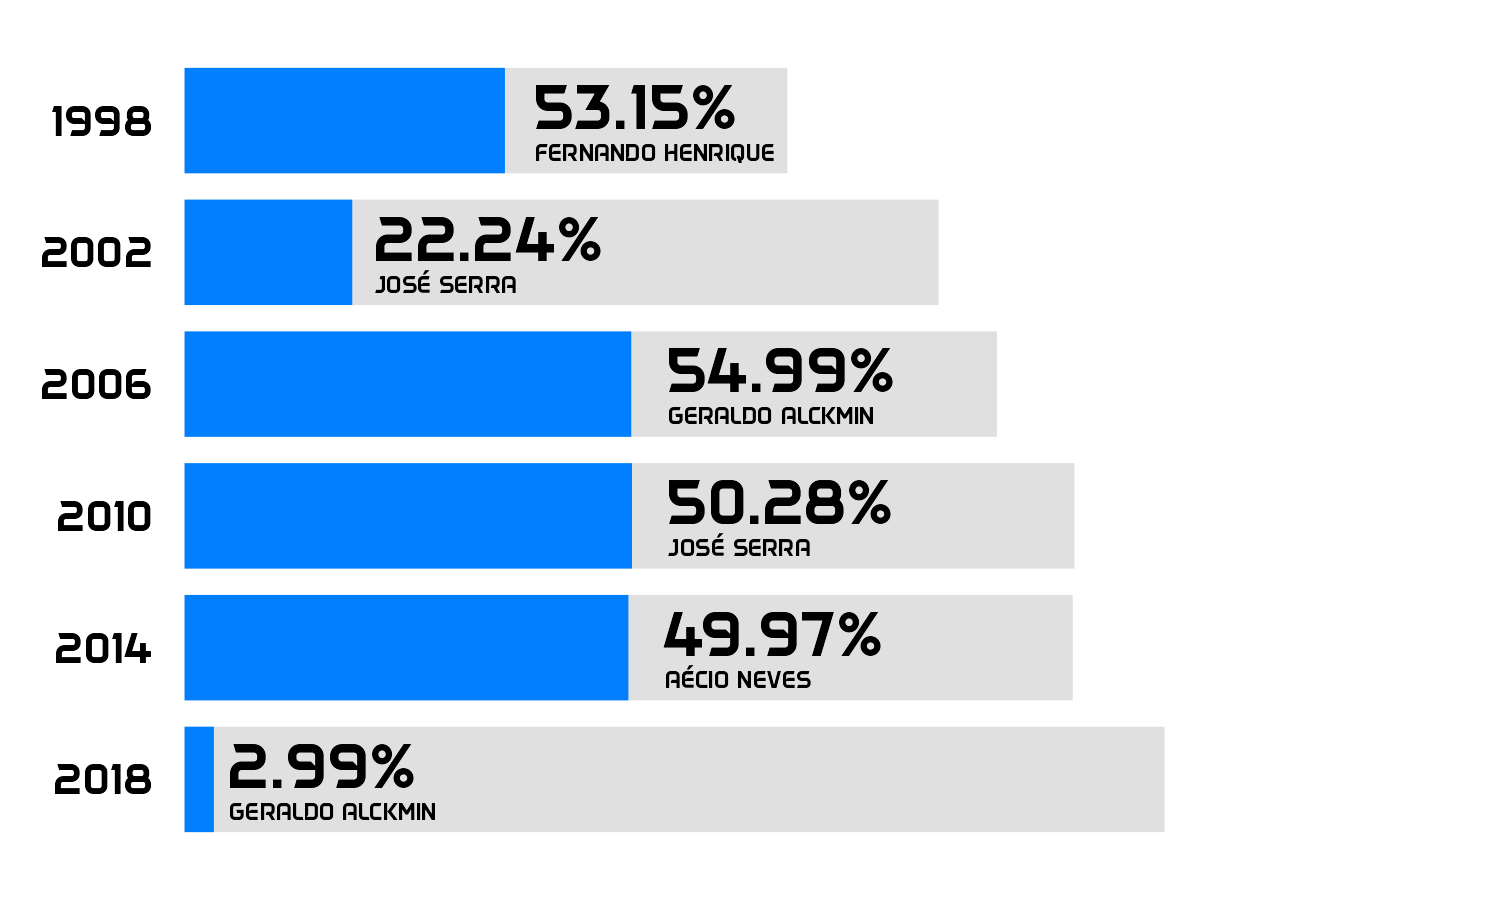 1998
53.15%
FERNANDO HENRIQUE
2002
22.24%
JOSÉ SERRA
2006
54.99%
GERALDO ALCKMIN
2010
50.28%
JOSÉ SERRA
2014
49.97%
AÉCIO NEVES
2018
2.99%
GERALDO ALCKMIN